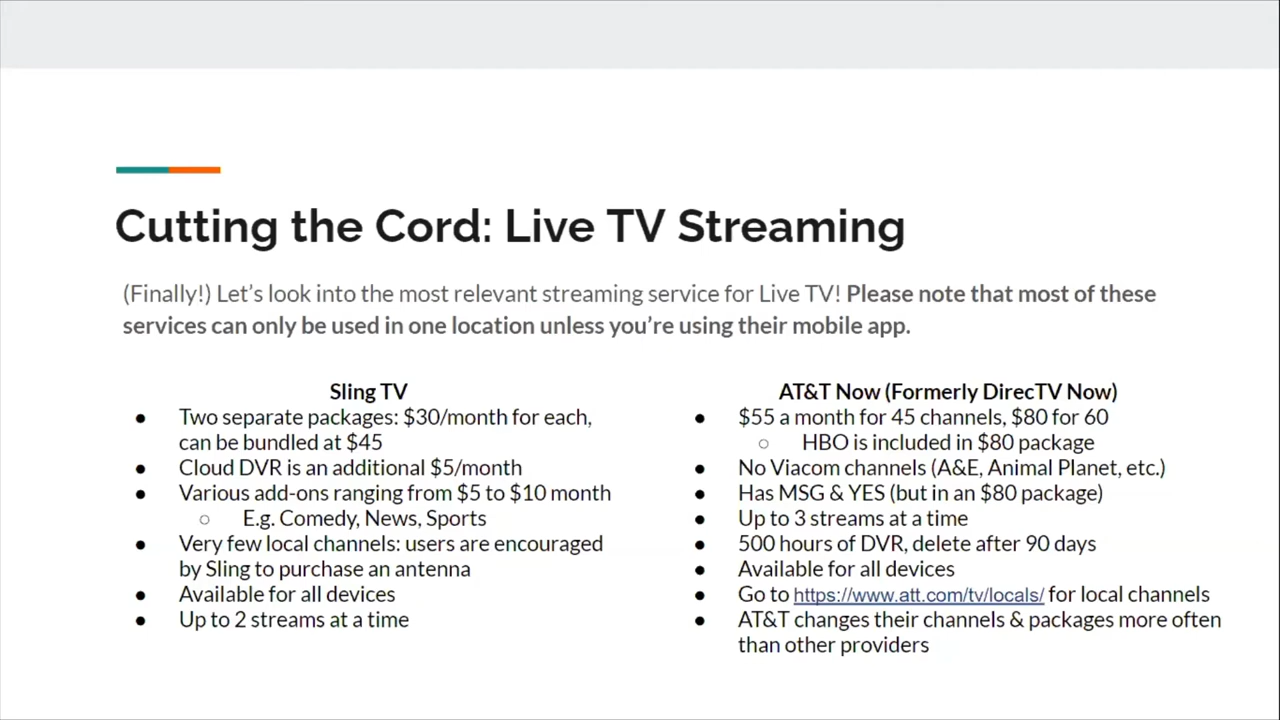 Cutting the Cord: Live TV Streaming
(Finally!) Let's look into the most relevant streaming service for Live TV! Please note that most of these
services can only be used in one location unless you're using their mobile app.
Sling TV
● Two separate packages: $30/month for each,
can be bundled at $45
● Cloud DVR is an additional $5/month
● Various add-ons ranging from $5 to $10 month
○ E.g. Comedy, News, Sports
● Very few local channels: users are encouraged
by Sling to purchase an antenna
● Available for all devices
● Up to 2 streams at a time
AT&T Now (Formerly DirecTV Now)
● $55 a month for 45 channels, $80 for 60
○ HBO is included in $80 package
● No Viacom channels (A&E, Animal Planet, etc.)
● Has MSG & YES (but in an $80 package)
● Up to 3 streams at a time
● 500 hours of DVR, delete after 90 days
● Available for all devices
● Go to https://www.att.com/tv/locals/ for local channels
● AT&T changes their channels & packages more often
than other providers